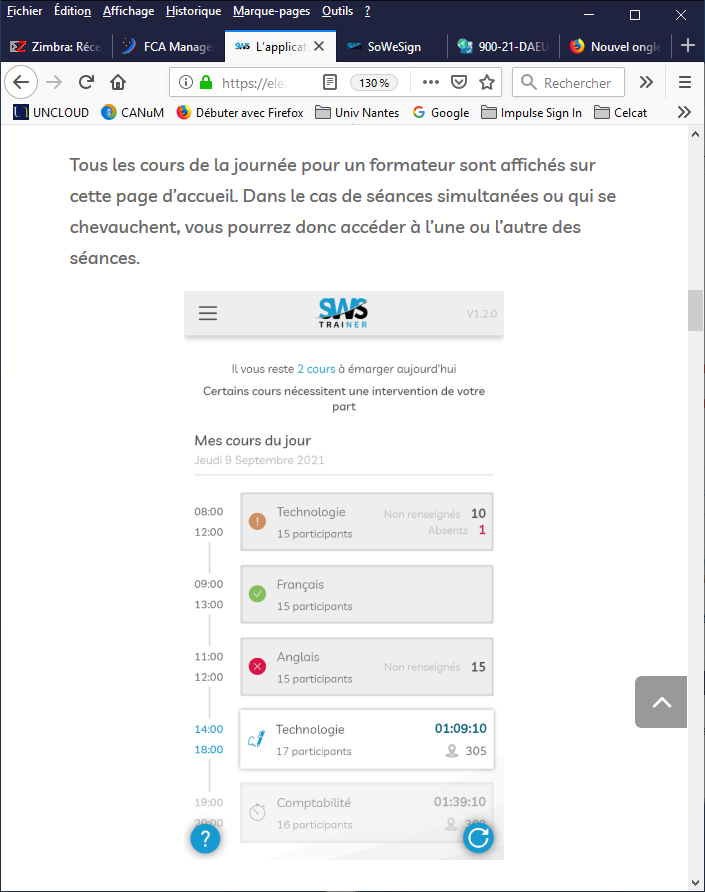 Fichier Édition Affichage Historique Marque-pages Outils ?
Zimbra: Réce
FCA Manage
L'applicat
SoWeSign
900-21-DAEU
Nouvel ongle
https://ele
130 %
Rechercher
UNCLOUD
CANuM
Débuter avec Firefox
Univ Nantes
Google
Impulse Sign In
Celcat
Tous les cours de la journée pour un formateur sont affichés sur
cette page d'accueil. Dans le cas de séances simultanées ou qui se
chevauchent, vous pourrez donc accéder à l'une ou l'autre des
séances.
SWS
TRAINER
V1.2.0
Il vous reste 2 cours à émarger aujourd'hui
Certains cours nécessitent une intervention de votre
part
Mes cours du jour
Jeudi 9 Septembre 2021
08:00 Technologie Non renseignés 10
12:00 15 participants Absents 1
09:00 Français
13:00 15 participants
11:00 Anglais Non renseignés 15
12:00 15 participants
14:00 Technologie 01:09:10
18:00 17 participants 305
19:00 Comptabilité 01:39:10
20:00 16 participants
?